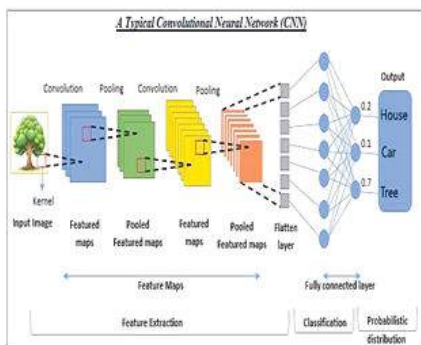 A Typical Convolutional Neural Network (CNN)
Output
Convolution Pooling Convolution Pooling
0.2 House
0.1 Car
0.7 Tree
Kernel
Input Image Featured maps Pooled Featured maps Featured maps Pooled Featured maps Flatten layer
Feature Maps Fully connected layer
Feature Extraction Classification Probabilistic distribution